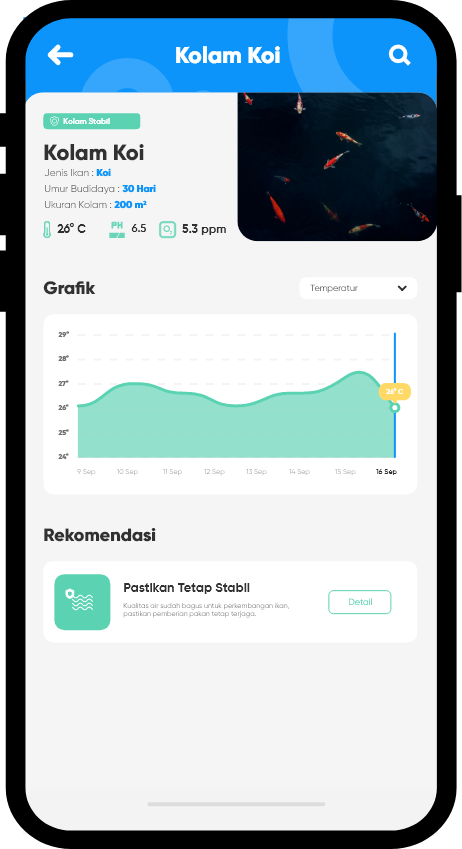 Kolam Koi
Kolam Stabil
Kolam Koi
Jenis Ikan : Koi
Umur Budidaya : 30 Hari
Ukuran Kolam : 200 m²
26° C PH 6.5 O₂ 5.3 ppm
Grafik Temperatur
29°
28°
27°
26° C
26°
25°
24°
9 Sep 10 Sep 11 Sep 12 Sep 13 Sep 14 Sep 15 Sep 16 Sep
Rekomendasi
Pastikan Tetap Stabil
Kualitas air sudah bagus untuk perkembangan ikan,
pastikan pemberian pakan tetap terjaga.
Detail